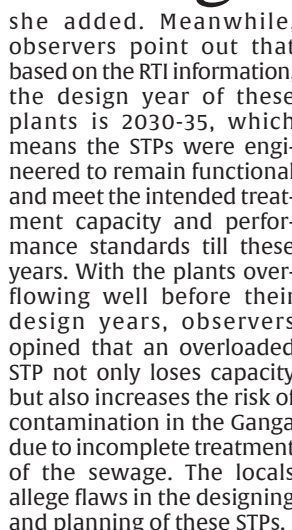 she added. Meanwhile,
observers point out that
based on the RTI information,
the design year of these
plants is 2030-35, which
means the STPs were engi-
neered to remain functional
and meet the intended treat-
ment capacity and perfor-
mance standards till these
years. With the plants over-
flowing well before their
design years, observers
opined that an overloaded
STP not only loses capacity
but also increases the risk of
contamination in the Ganga
due to incomplete treatment
of the sewage. The locals
allege flaws in the designing
and planning of these STPs.